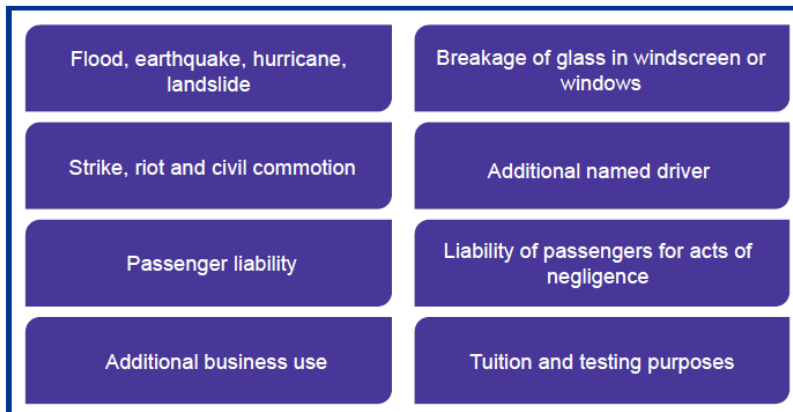 Flood, earthquake, hurricane,
landslide
Breakage of glass in windscreen or
windows
Strike, riot and civil commotion
Additional named driver
Passenger liability
Liability of passengers for acts of
negligence
Additional business use
Tuition and testing purposes